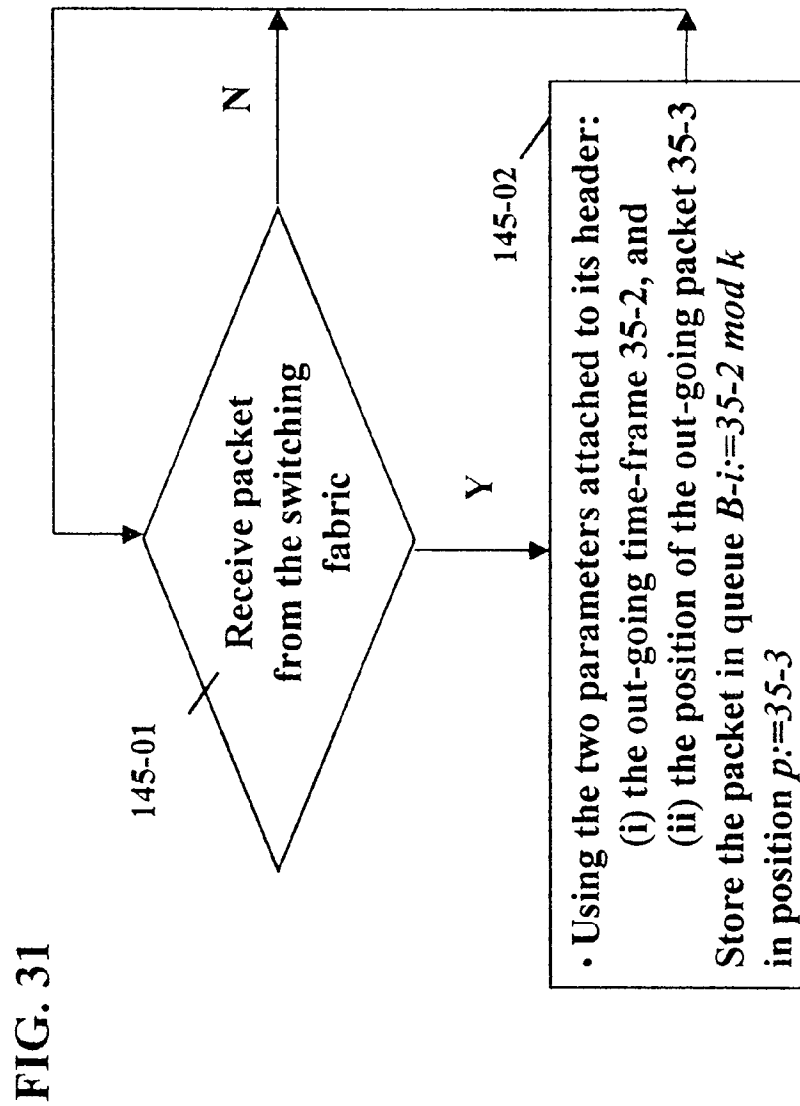 FIG. 31
145-01
Receive packet
from the switching
fabric
N
Y
145-02
• Using the two parameters attached to its header:
(i) the out-going time-frame 35-2, and
(ii) the position of the out-going packet 35-3
Store the packet in queue B-i:=35-2 mod k
in position p:=35-3